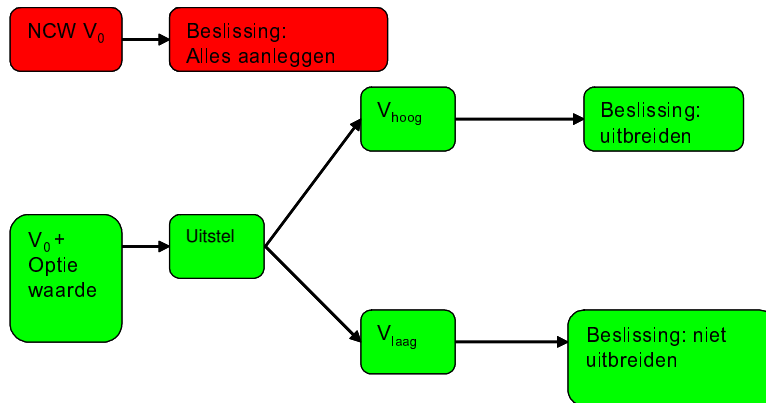 NCW V0
Beslissing:
Alles aanleggen
Vhoog
Beslissing:
uitbreiden
V0 +
Optie
waarde
Uitstel
Vlaag
Beslissing: niet
uitbreiden